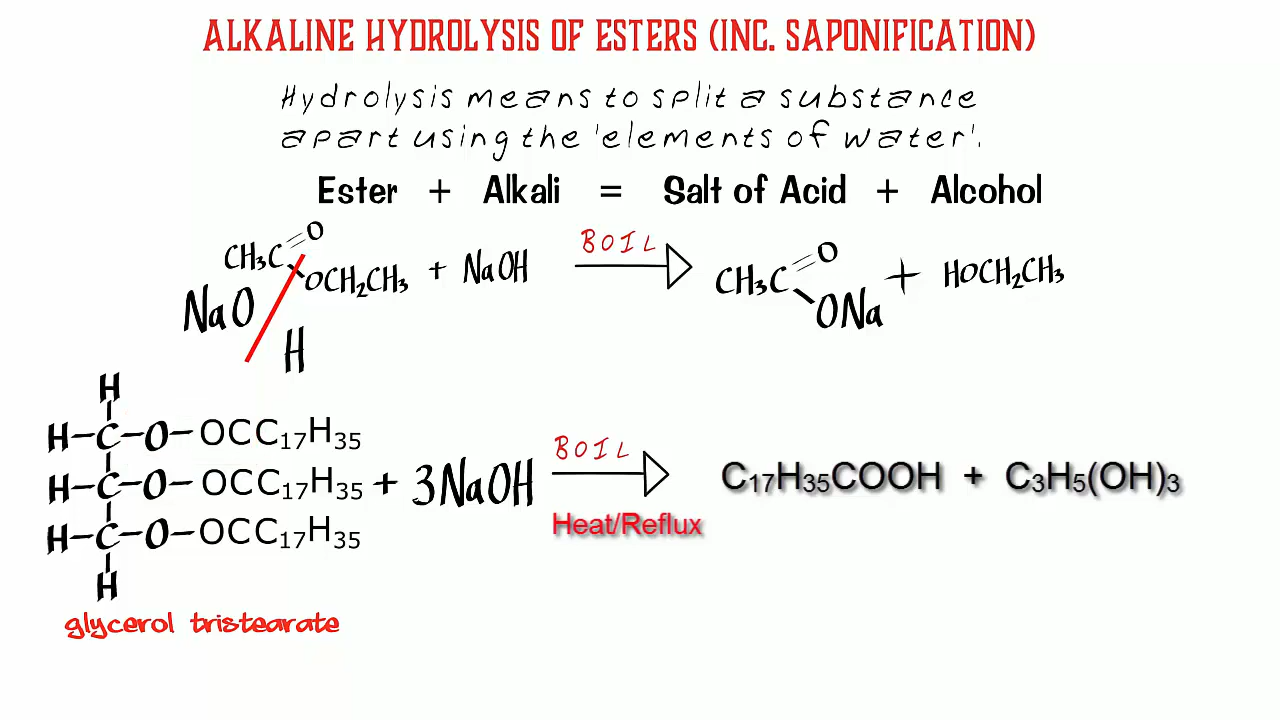 ALKALINE HYDROLYSIS OF ESTERS (INC. SAPONIFICATION)
Hydrolysis means to split a substance
apart using the 'elements of water'.
Ester + Alkali = Salt of Acid + Alcohol
CH₃C O OCH₂CH₃ + NaOH BOIL CH₃C O ONa + HOCH₂CH₃
NaO H
H
H-C-O-OCC₁₇H₃₅
H-C-O-OCC₁₇H₃₅ + 3NaOH BOIL C₁₇H₃₅COOH + C₃H₅(OH)₃
Heat/Reflux
H-C-O-OCC₁₇H₃₅
H
glycerol tristearate